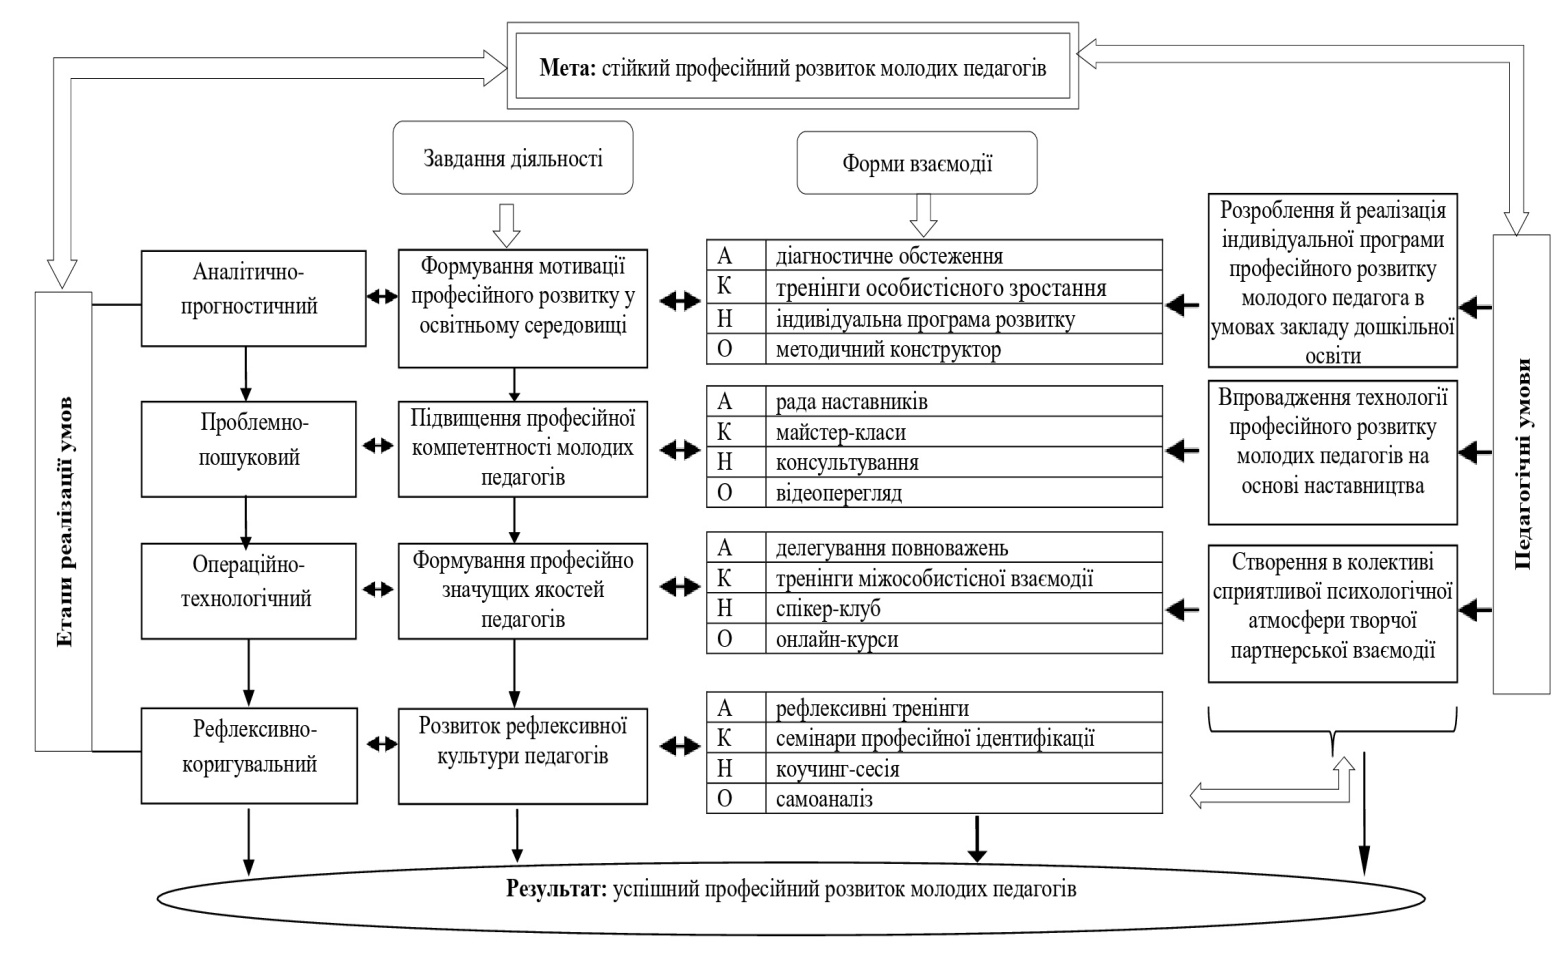 Мета: стійкий професійний розвиток молодих педагогів
Завдання діяльності
Форми взаємодії
Етапи реалізації умов
Аналітично-
прогностичний
Формування мотивації
професійного розвитку у
освітньому середовищі
А діагностичне обстеження
К тренінги особистісного зростання
Н індивідуальна програма розвитку
О методичний конструктор
Розроблення й реалізація
індивідуальної програми
професійного розвитку
молодого педагога в
умовах закладу дошкільної
освіти
Педагогічні умови
Проблемно-
пошуковий
Підвищення професійної
компетентності молодих
педагогів
А рада наставників
К майстер-класи
Н консультування
О відеоперегляд
Впровадження технології
професійного розвитку
молодих педагогів на
основі наставництва
Операційно-
технологічний
Формування професійно
значущих якостей
педагогів
А делегування повноважень
К тренінги міжособистісної взаємодії
Н спікер-клуб
О онлайн-курси
Створення в колективі
сприятливої психологічної
атмосфери творчої
партнерської взаємодії
Рефлексивно-
коригувальний
Розвиток рефлексивної
культури педагогів
А рефлексивні тренінги
К семінари професійної ідентифікації
Н коучинг-сесія
О самоаналіз
Результат: успішний професійний розвиток молодих педагогів